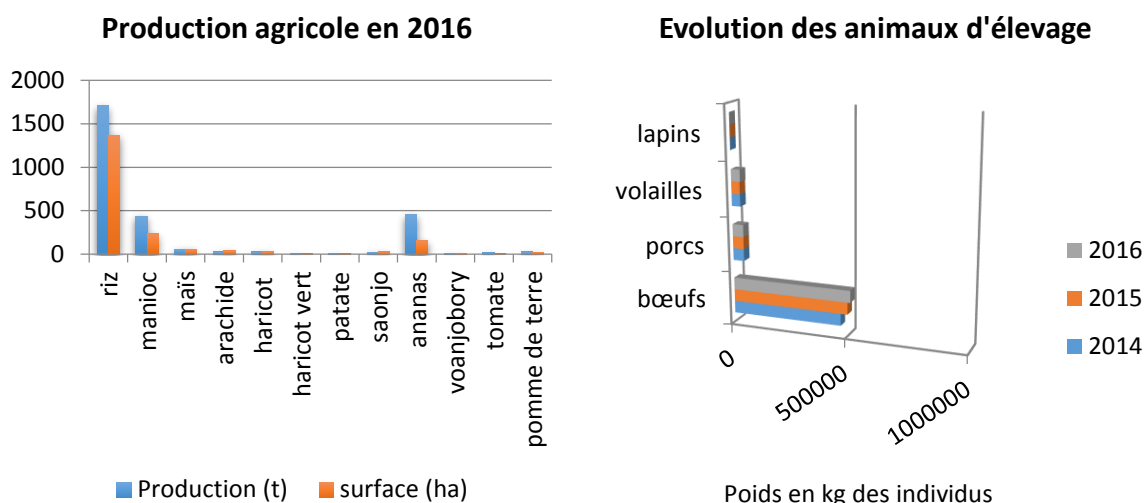 Production agricole en 2016
2000
1500
1000
500
0
riz
manioc
maïs
arachide
haricot
haricot vert
patate
saonjo
ananas
voanjobory
tomate
pomme de terre
Production (t)
surface (ha)
Evolution des animaux d'élevage
lapins
volailles
porcs
bœufs
0
500000
1000000
2016
2015
2014
Poids en kg des individus